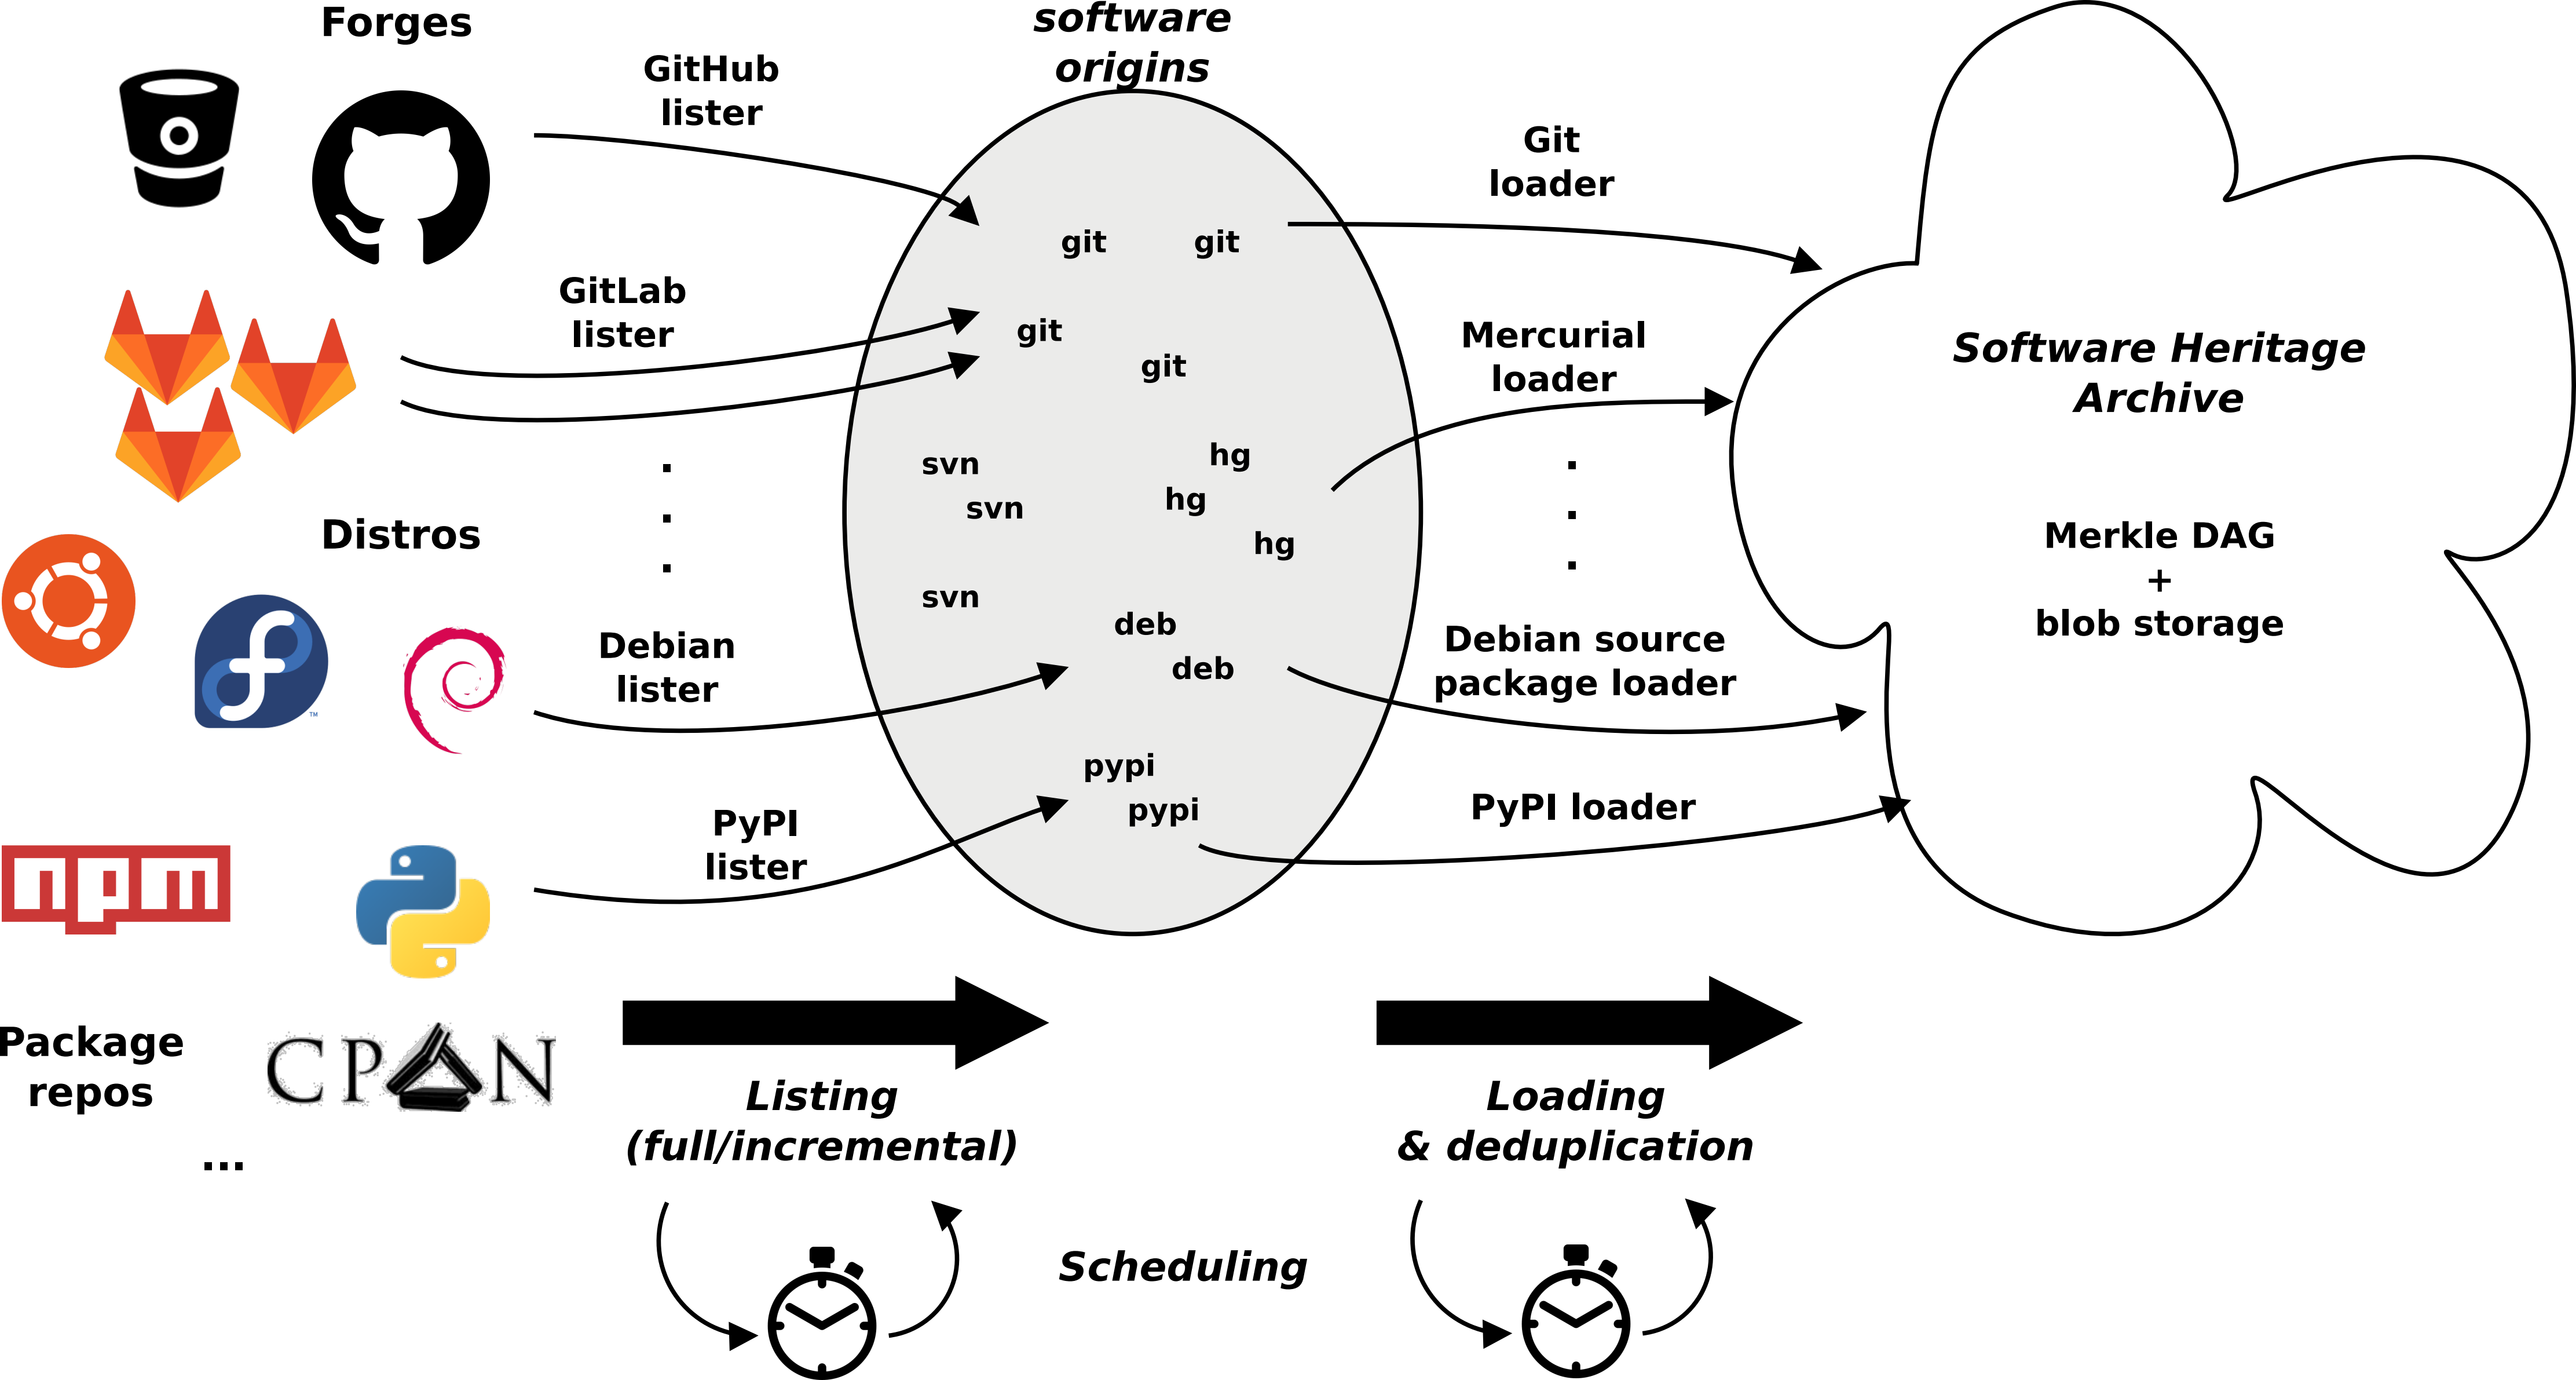 Forges
software
origins
GitHub
lister
Git
loader
git git
GitLab
lister
git
git
Mercurial
loader
Software Heritage
Archive
svn
svn
hg
hg
hg
.
.
.
.
.
.
Distros
Merkle DAG
+
blob storage
svn
deb
deb
Debian
lister
Debian source
package loader
™
pypi
pypi
PyPI
lister
PyPI loader
npm
Package
repos
CPAN
...
Listing
(full/incremental)
Loading
& deduplication
Scheduling